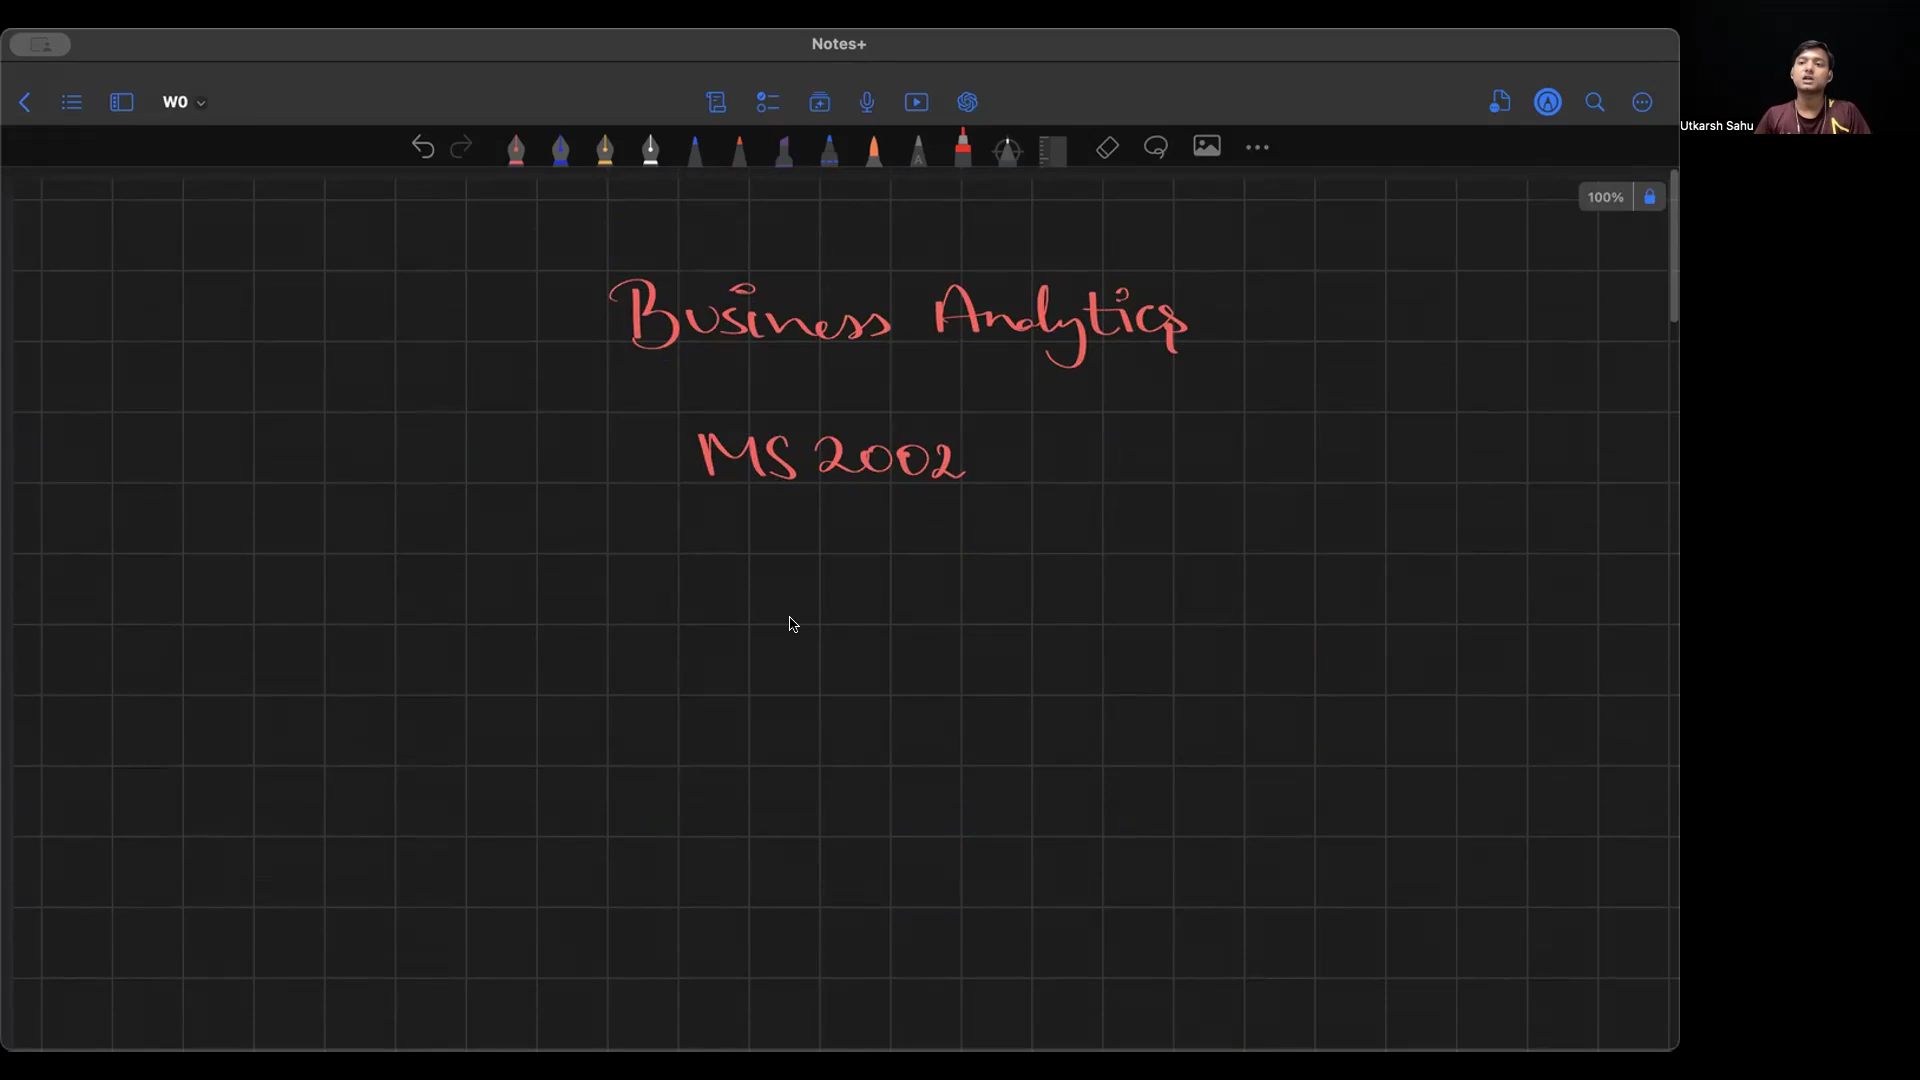 Notes+
W0
Utkarsh Sahu
100%
Business Analytics
MS 2002